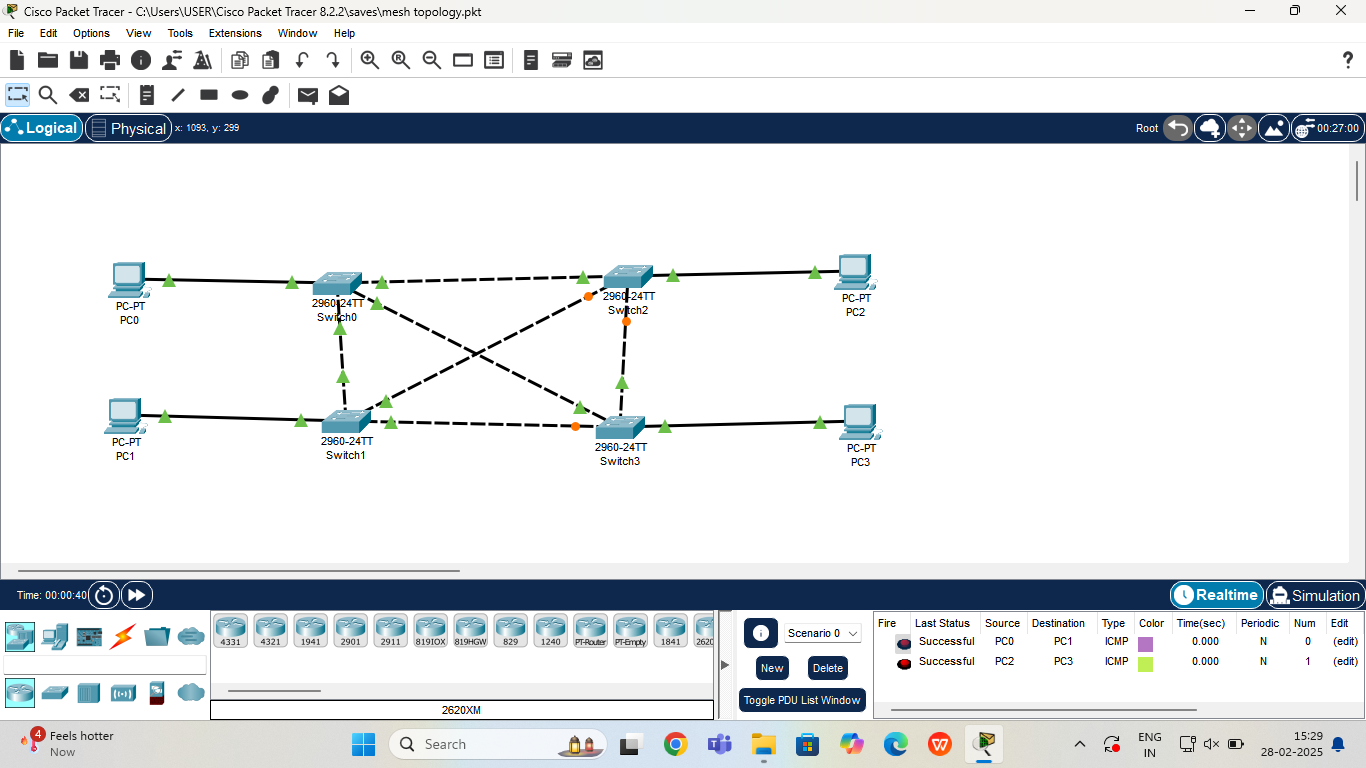 Cisco Packet Tracer - C:\Users\USER\Cisco Packet Tracer 8.2.2\saves\mesh topology.pkt
File Edit Options View Tools Extensions Window Help
Logical Physical x: 1093, y: 299 Root 00:27:00
PC-PT
PC0
2960-24TT
Switch0
2960-24TT
Switch2
PC-PT
PC2
PC-PT
PC1
2960-24TT
Switch1
2960-24TT
Switch3
PC-PT
PC3
Time: 00:00:40 Realtime Simulation
4331 4321 1941 2901 2911 819IOX 819HGW 829 1240 PT-Router PT-Empty 1841 262
2620XM
Scenario 0
New Delete
Toggle PDU List Window
Fire Last Status Source Destination Type Color Time(sec) Periodic Num Edit
Successful PC0 PC1 ICMP 0.000 N 0 (edit)
Successful PC2 PC3 ICMP 0.000 N 1 (edit)
4 Feels hotter
Now
Search
ENG
IN
15:29
28-02-2025